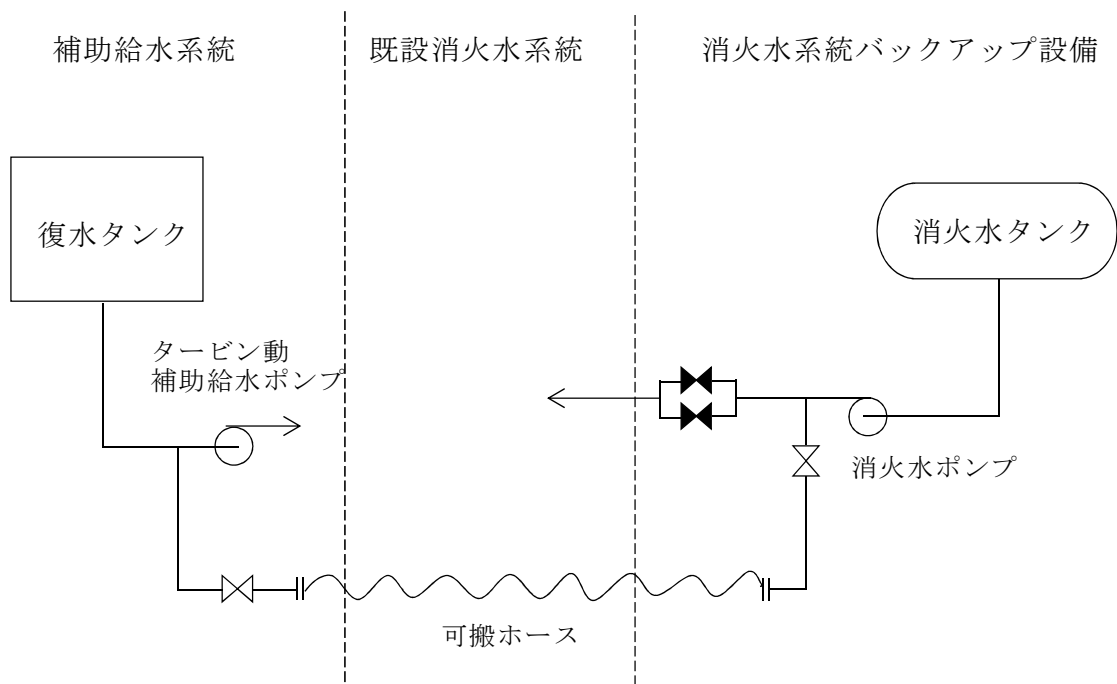 補助給水系統
既設消火水系統
消火水系統バックアップ設備
復水タンク
消火水タンク
タービン動
補助給水ポンプ
消火水ポンプ
可搬ホース